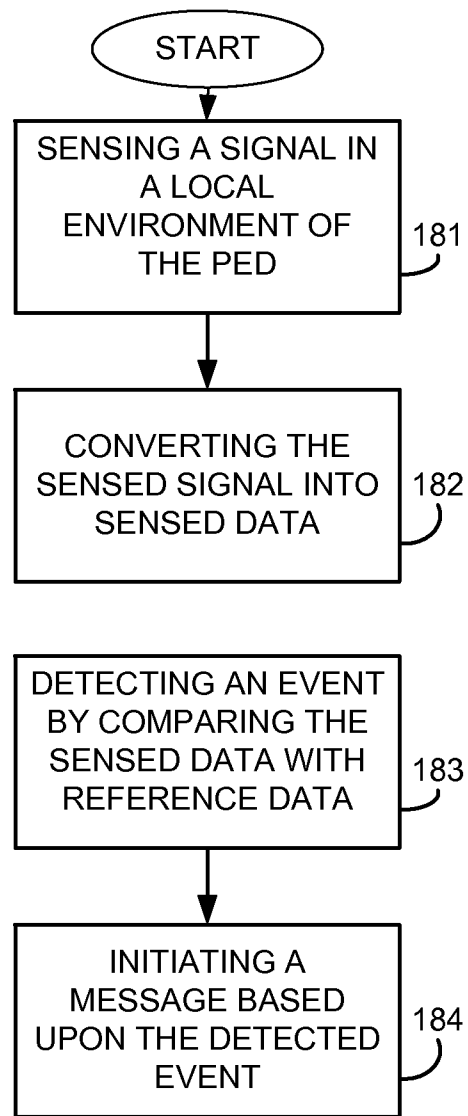 START
SENSING A SIGNAL IN
A LOCAL
ENVIRONMENT OF
THE PED
181
CONVERTING THE
SENSED SIGNAL INTO
SENSED DATA
182
DETECTING AN EVENT
BY COMPARING THE
SENSED DATA WITH
REFERENCE DATA
183
INITIATING A
MESSAGE BASED
UPON THE DETECTED
EVENT
184